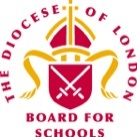 THE DIOCESE OF LONDON
BOARD FOR
SCHOOLS